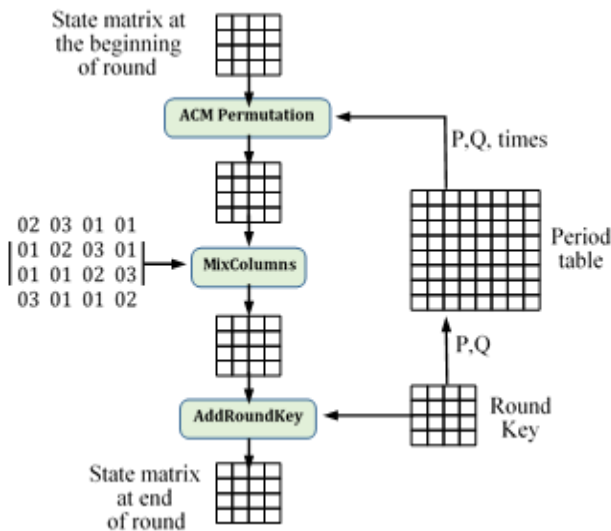 State matrix at
the beginning
of round
ACM Permutation
P,Q, times
02 03 01 01
01 02 03 01
01 01 02 03
03 01 01 02
MixColumns
Period
table
P,Q
AddRoundKey
Round
Key
State matrix
at end
of round